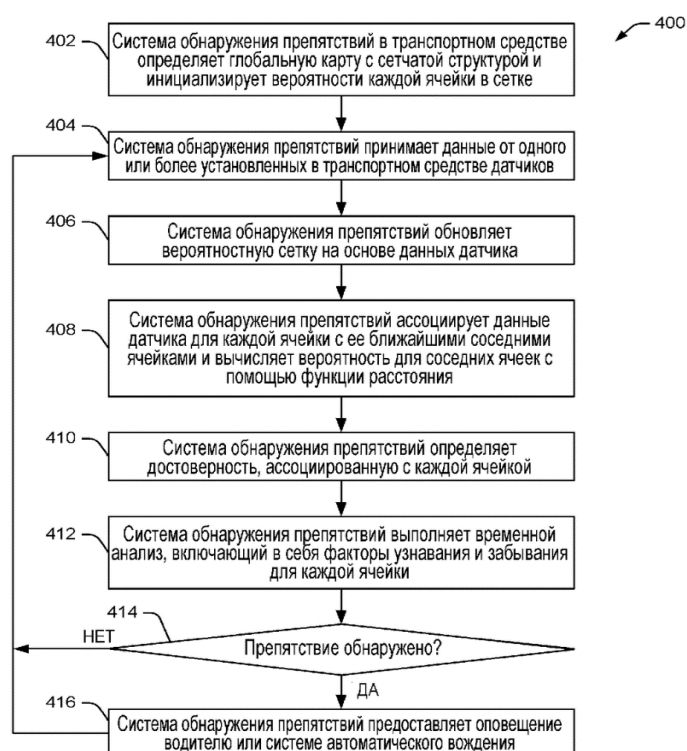 400
402
Система обнаружения препятствий в транспортном средстве
определяет глобальную карту с сетчатой структурой и
инициализирует вероятности каждой ячейки в сетке
404
Система обнаружения препятствий принимает данные от одного
или более установленных в транспортном средстве датчиков
406
Система обнаружения препятствий обновляет
вероятностную сетку на основе данных датчика
408
Система обнаружения препятствий ассоциирует данные
датчика для каждой ячейки с ее ближайшими соседними
ячейками и вычисляет вероятность для соседних ячеек с
помощью функции расстояния
410
Система обнаружения препятствий определяет
достоверность, ассоциированную с каждой ячейкой
412
Система обнаружения препятствий выполняет временной
анализ, включающий в себя факторы узнавания и забывания
для каждой ячейки
414
НЕТ
Препятствие обнаружено?
ДА
416
Система обнаружения препятствий предоставляет оповещение
водителю или системе автоматического вождения